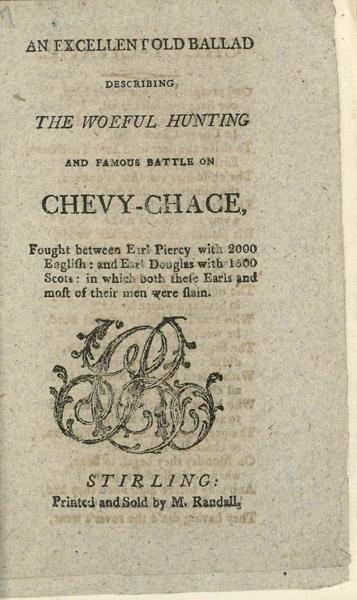 AN EXCELLENT OLD BALLAD
DESCRIBING,
THE WOEFUL HUNTING
AND FAMOUS BATTLE ON
CHEVY-CHACE,
Fought between Earl Piercy with 2000
Engliſh: and Earl Douglas with 1500
Scots: in which both theſe Earls and
moſt of their men were ſlain.
STIRLING:
Printed and Sold by M. Randall,